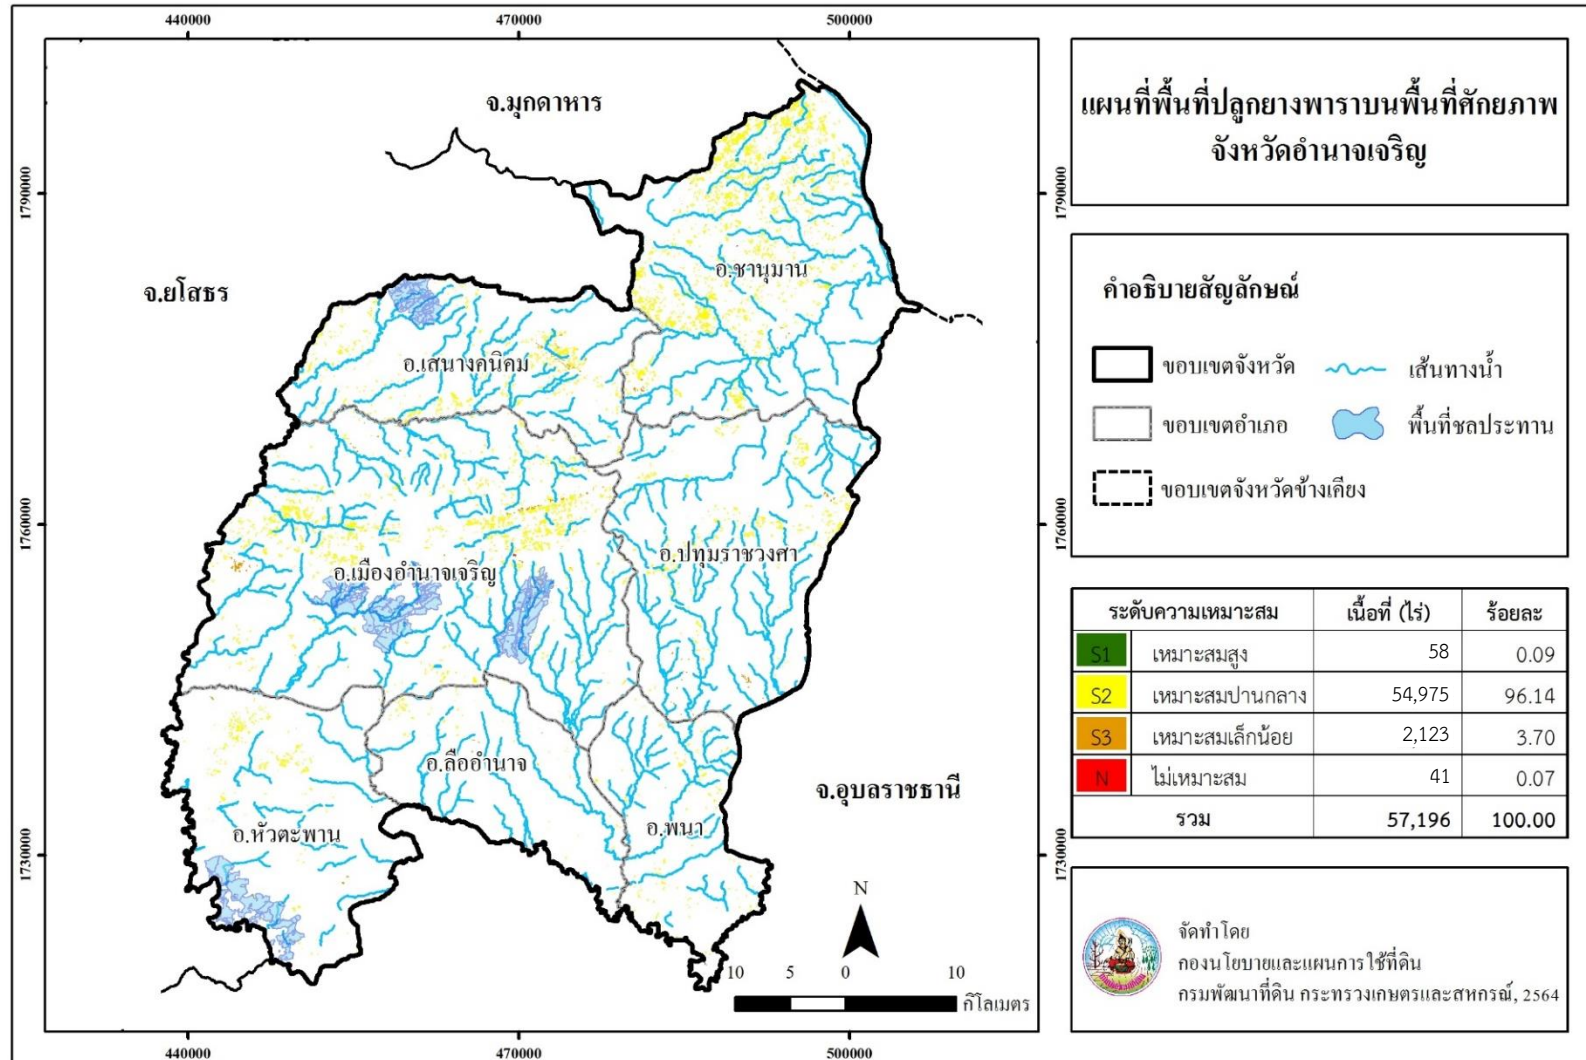 440000 470000 500000
แผนที่พื้นที่ปลูกยางพาราบนพื้นที่ศักยภาพ
จังหวัดอำนาจเจริญ
จ.มุกดาหาร
1790000 1790000
จ.ยโสธร
อ.ชานุมาน
อ.เสนางคนิคม
คำอธิบายสัญลักษณ์
ขอบเขตจังหวัด เส้นทางน้ำ
ขอบเขตอำเภอ พื้นที่ชลประทาน
ขอบเขตจังหวัดข้างเคียง
1760000 1760000
อ.ปทุมราชวงศา
อ.เมืองอำนาจเจริญ
ระดับความเหมาะสม เนื้อที่ (ไร่) ร้อยละ
S1 เหมาะสมสูง 58 0.09
S2 เหมาะสมปานกลาง 54,975 96.14
S3 เหมาะสมเล็กน้อย 2,123 3.70
N ไม่เหมาะสม 41 0.07
รวม 57,196 100.00
อ.ลืออำนาจ
จ.อุบลราชธานี
อ.พนา
อ.หัวตะพาน
1730000 1730000
N
10 5 0 10
กิโลเมตร
จัดทำโดย
กองนโยบายและแผนการใช้ที่ดิน
กรมพัฒนาที่ดิน กระทรวงเกษตรและสหกรณ์, 2564
440000 470000 500000